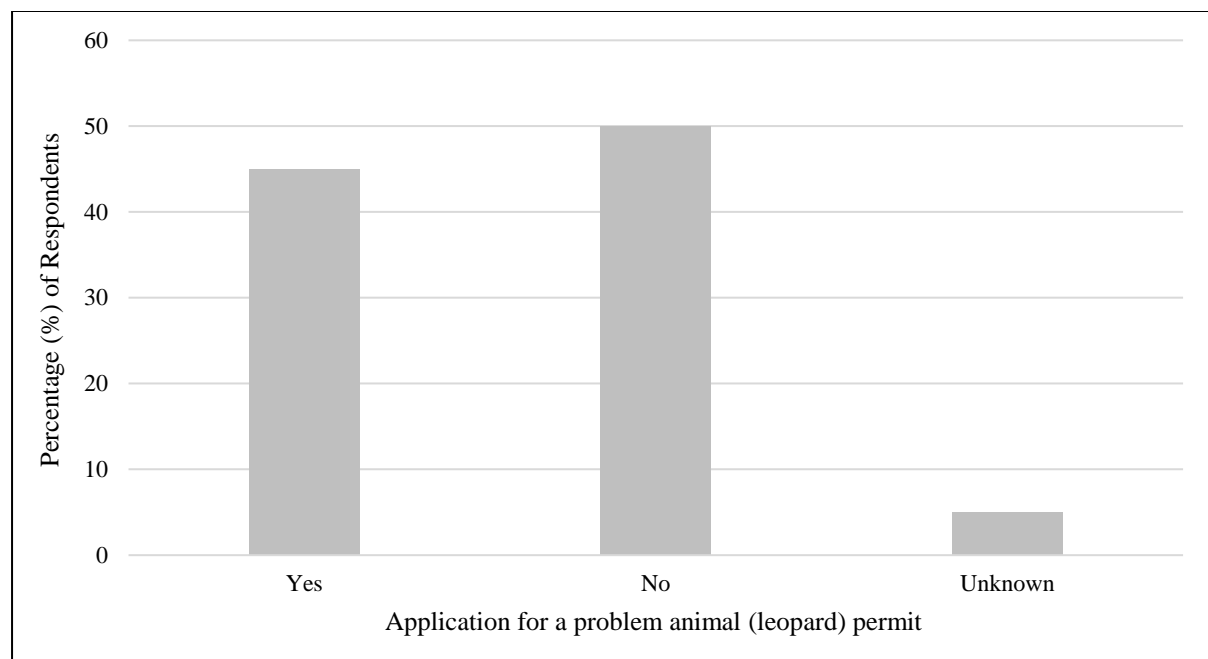 60
50
40
30
20
10
0
Percentage (%) of Respondents
Yes No Unknown
Application for a problem animal (leopard) permit